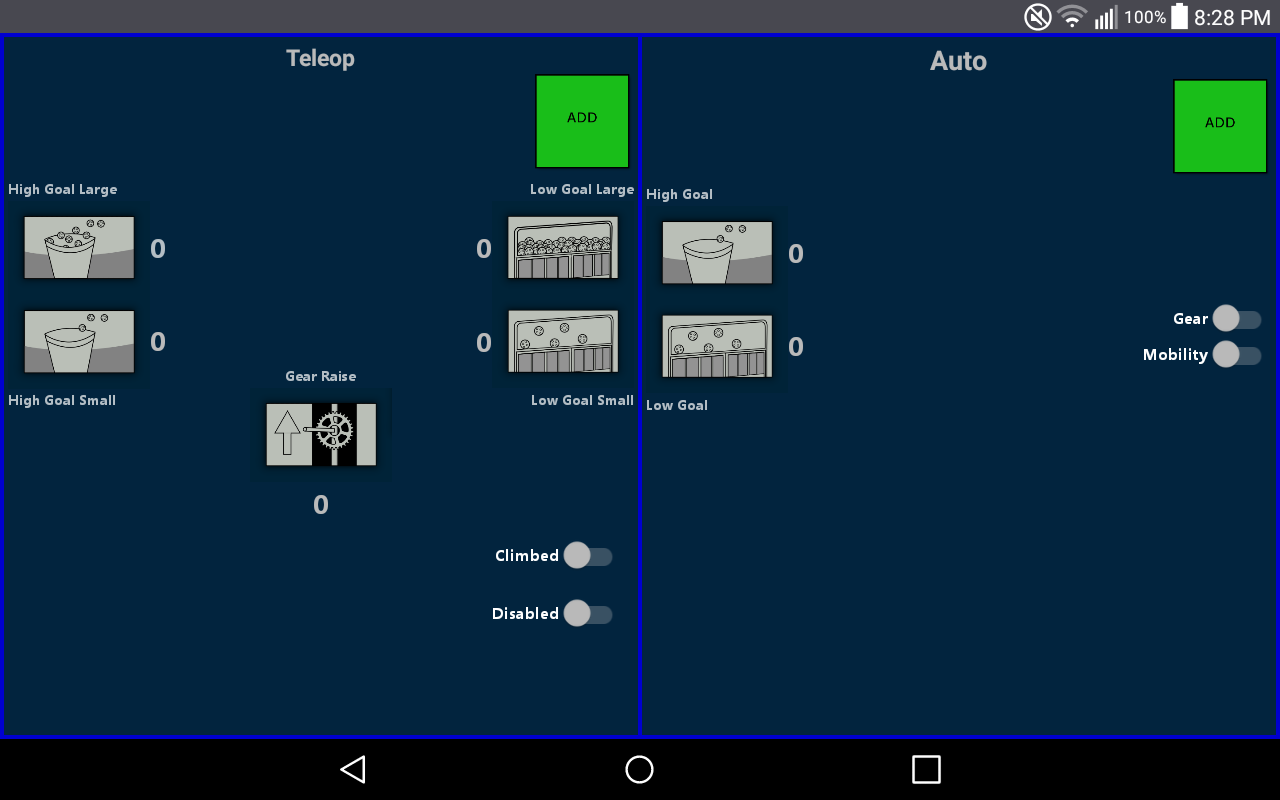 100% 8:28 PM
Teleop
ADD
High Goal Large
Low Goal Large
0
0
0
0
Gear Raise
High Goal Small
Low Goal Small
0
Climbed
Disabled
Auto
ADD
High Goal
0
Gear
0
Mobility
Low Goal